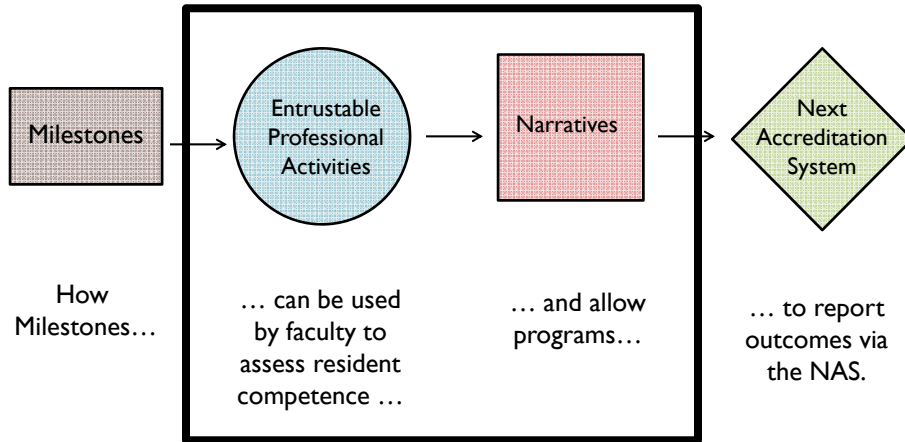 Milestones
Entrustable
Professional
Activities
Narratives
Next
Accreditation
System
How
Milestones…
… can be used
by faculty to
assess resident
competence …
… and allow
programs…
… to report
outcomes via
the NAS.